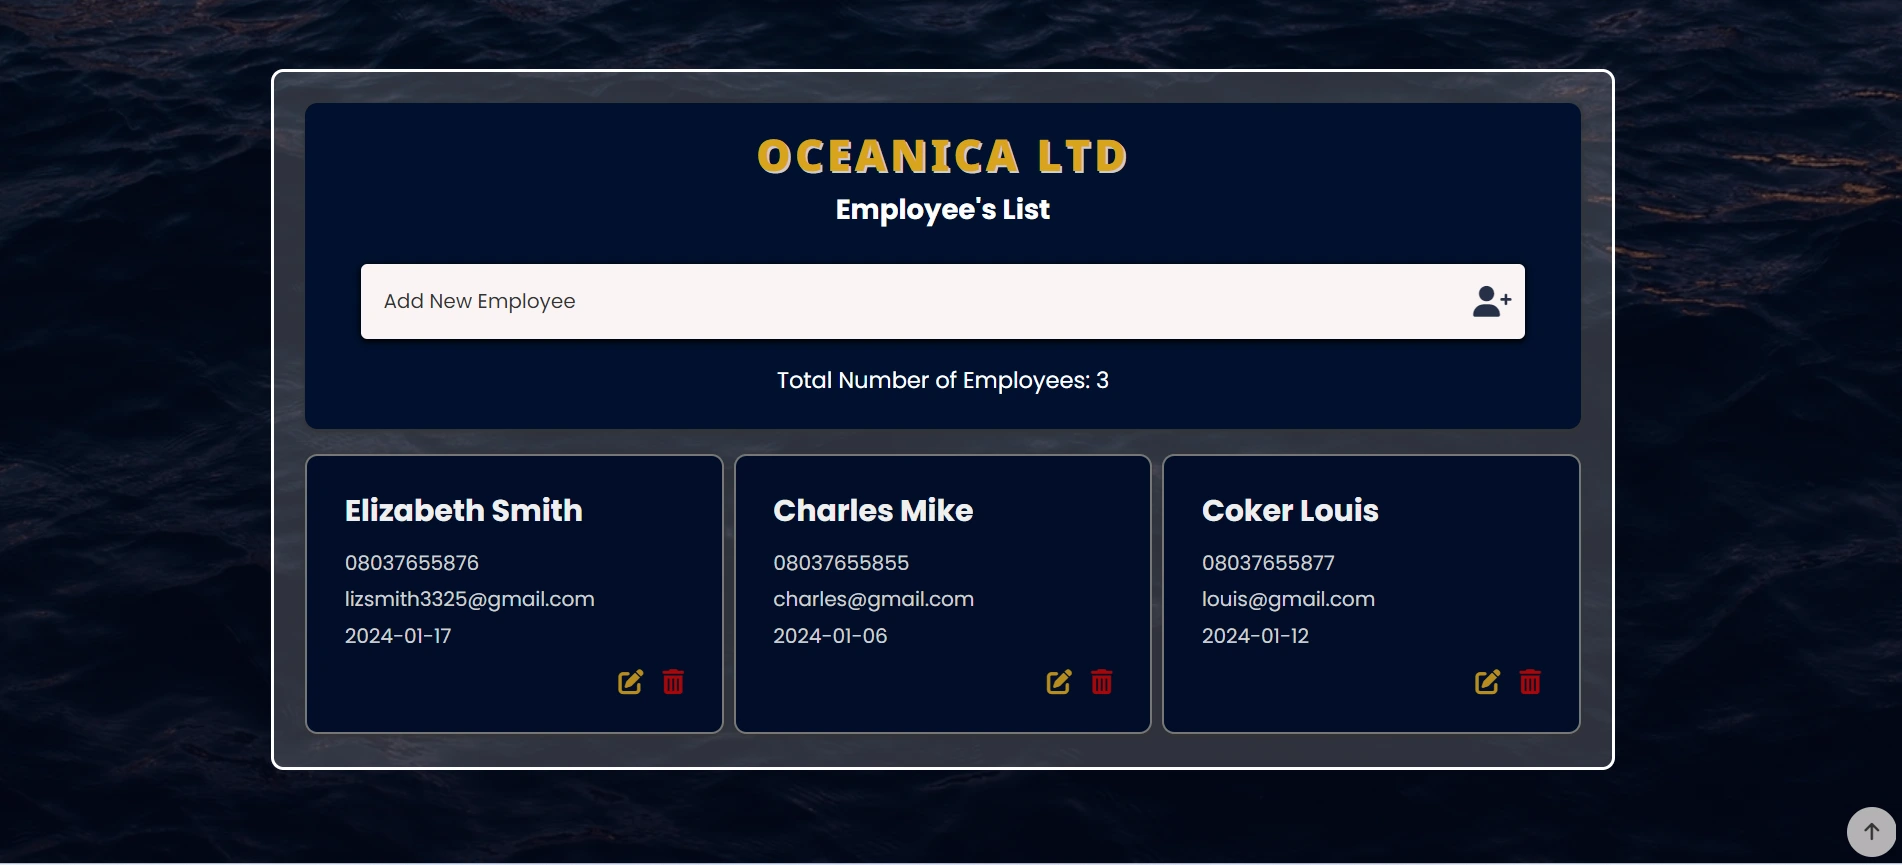 OCEANICA LTD
Employee's List
Add New Employee
Total Number of Employees: 3
Elizabeth Smith
08037655876
lizsmith3325@gmail.com
2024-01-17
Charles Mike
08037655855
charles@gmail.com
2024-01-06
Coker Louis
08037655877
louis@gmail.com
2024-01-12